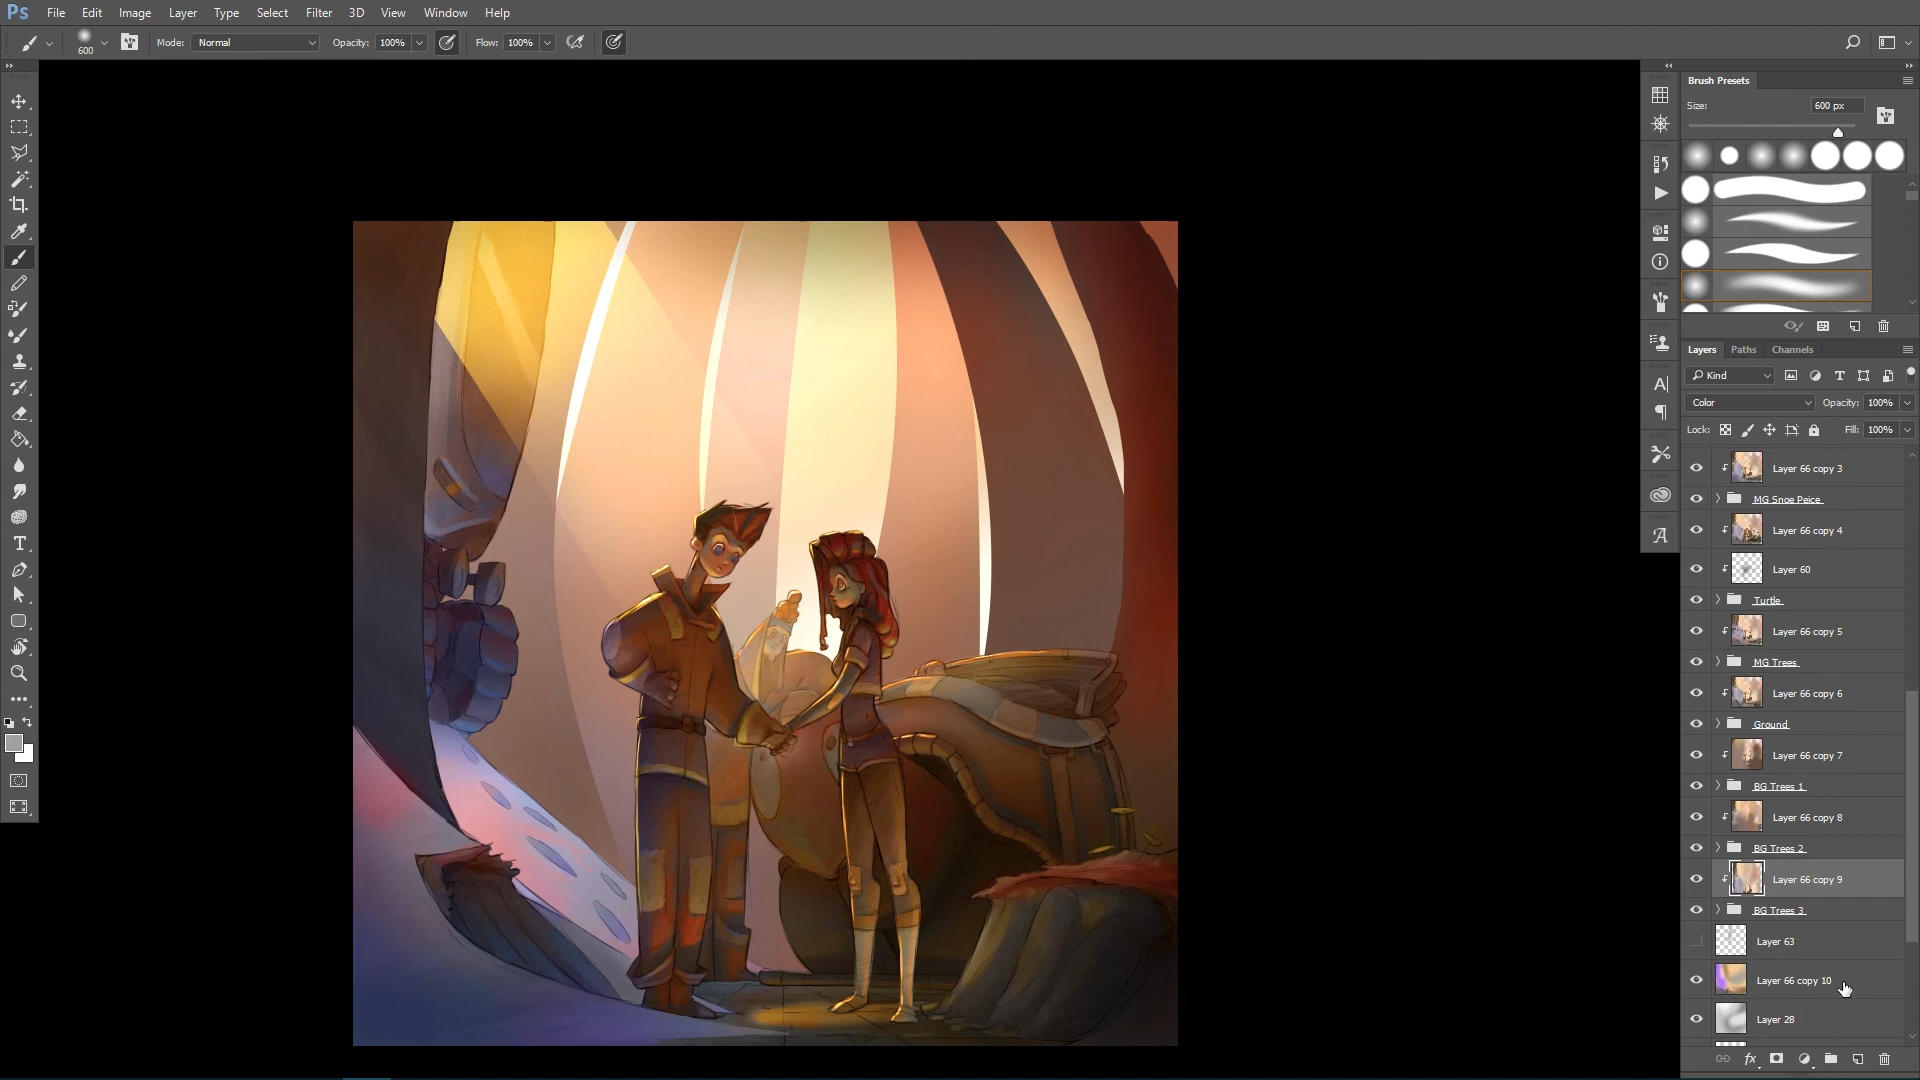 Ps File Edit Image Layer Type Select Filter 3D View Window Help
600 Mode: Normal Opacity: 100% Flow: 100%
Brush Presets
Size: 600 px
Layers Paths Channels
Kind
Color Opacity: 100%
Lock: Fill: 100%
Layer 66 copy 3
MG Snoe Peice
Layer 66 copy 4
Layer 60
Turtle
Layer 66 copy 5
MG Trees
Layer 66 copy 6
Ground
Layer 66 copy 7
BG Trees 1
Layer 66 copy 8
BG Trees 2
Layer 66 copy 9
BG Trees 3
Layer 63
Layer 66 copy 10
Layer 28
fx